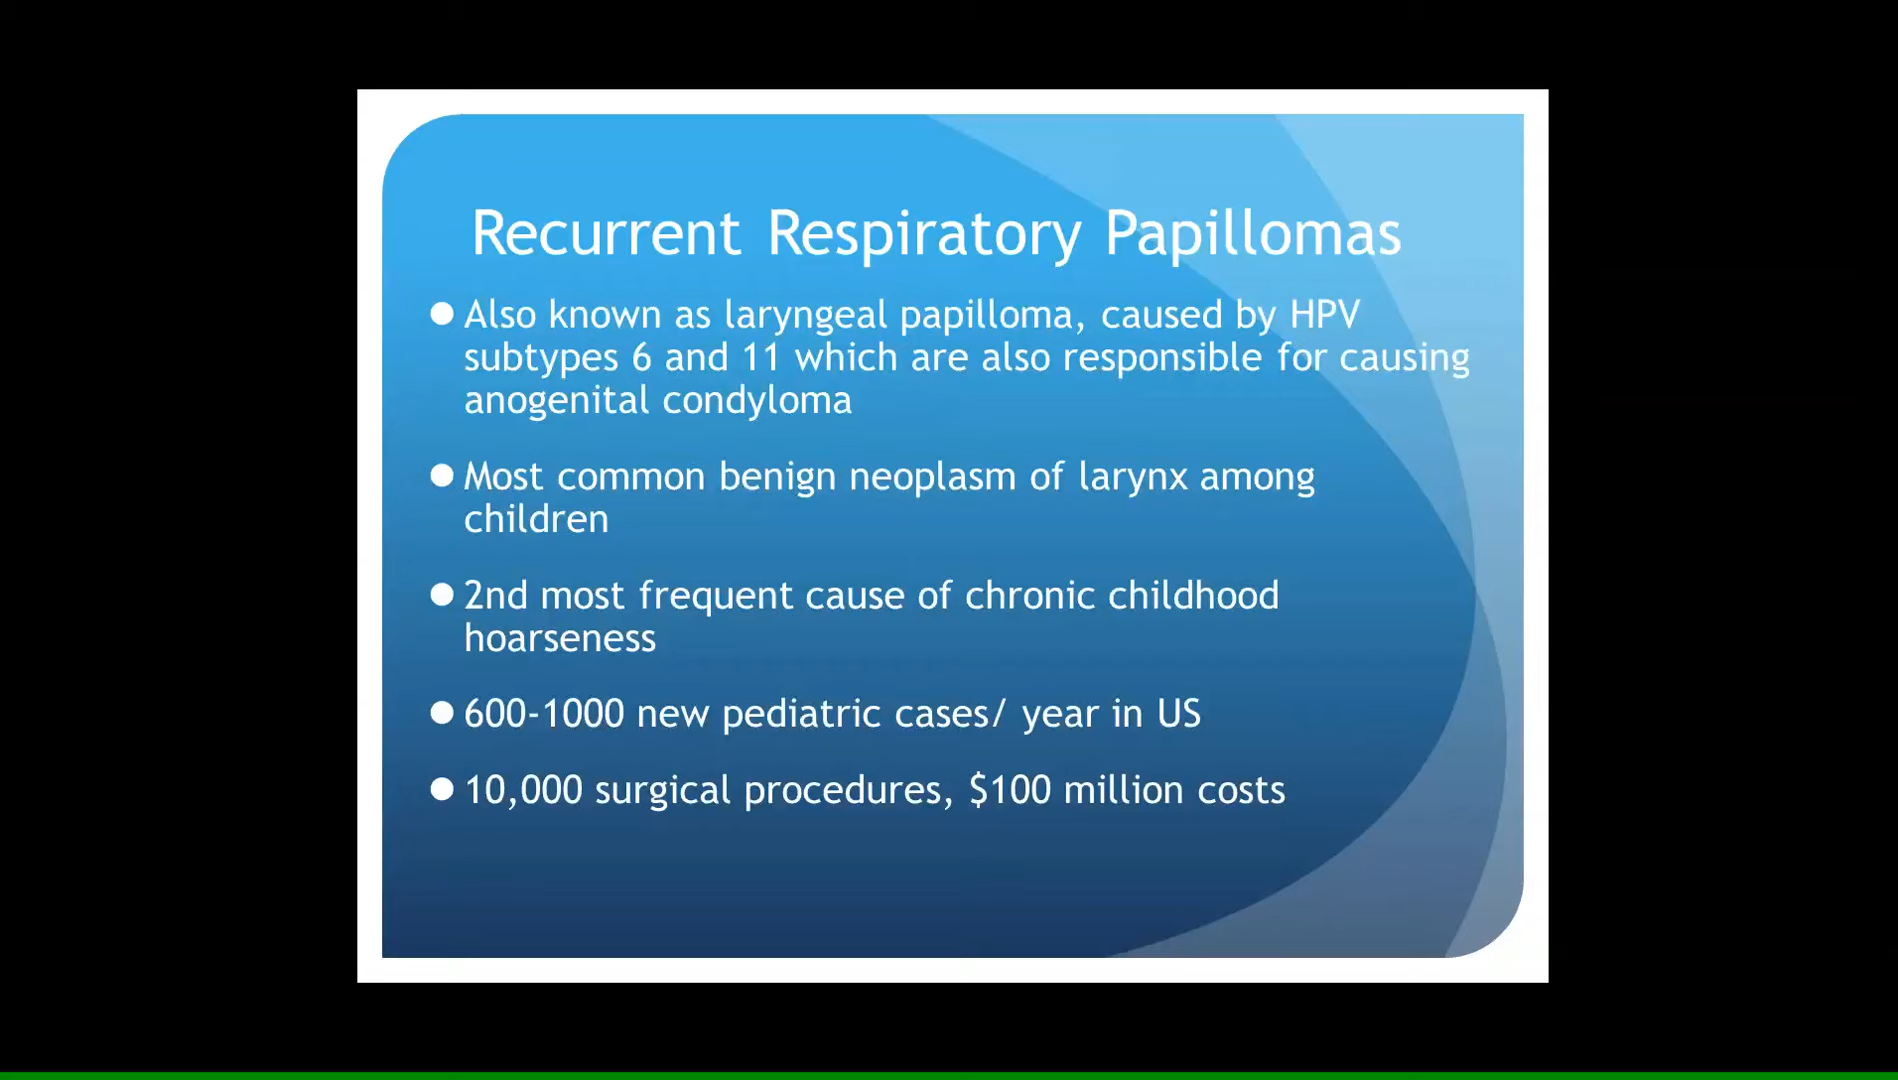 Recurrent Respiratory Papillomas
● Also known as laryngeal papilloma, caused by HPV
subtypes 6 and 11 which are also responsible for causing
anogenital condyloma
● Most common benign neoplasm of larynx among
children
● 2nd most frequent cause of chronic childhood
hoarseness
● 600-1000 new pediatric cases/ year in US
● 10,000 surgical procedures, $100 million costs